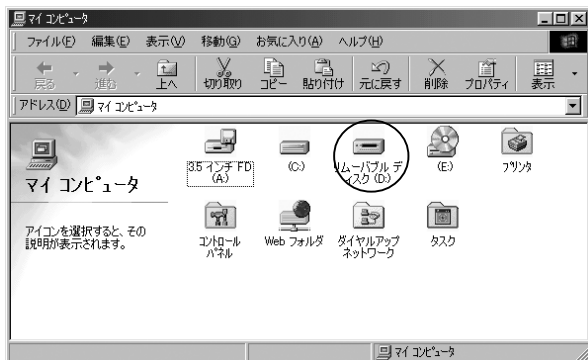 マイ コンピュータ
ファイル(F) 編集(E) 表示(V) 移動(G) お気に入り(A) ヘルプ(H)
戻る 進む 上へ 切り取り コピー 貼り付け 元に戻す 削除 プロパティ 表示
アドレス(D) マイ コンピュータ
マイ コンピュータ
アイコンを選択すると、その
説明が表示されます。
3.5 インチ FD
(A:)
(C:)
リムーバブル デ
ィスク (D:)
(E:)
プリンタ
コントロール
パネル
Web フォルダ
ダイヤルアップ
ネットワーク
タスク
マイ コンピュータ